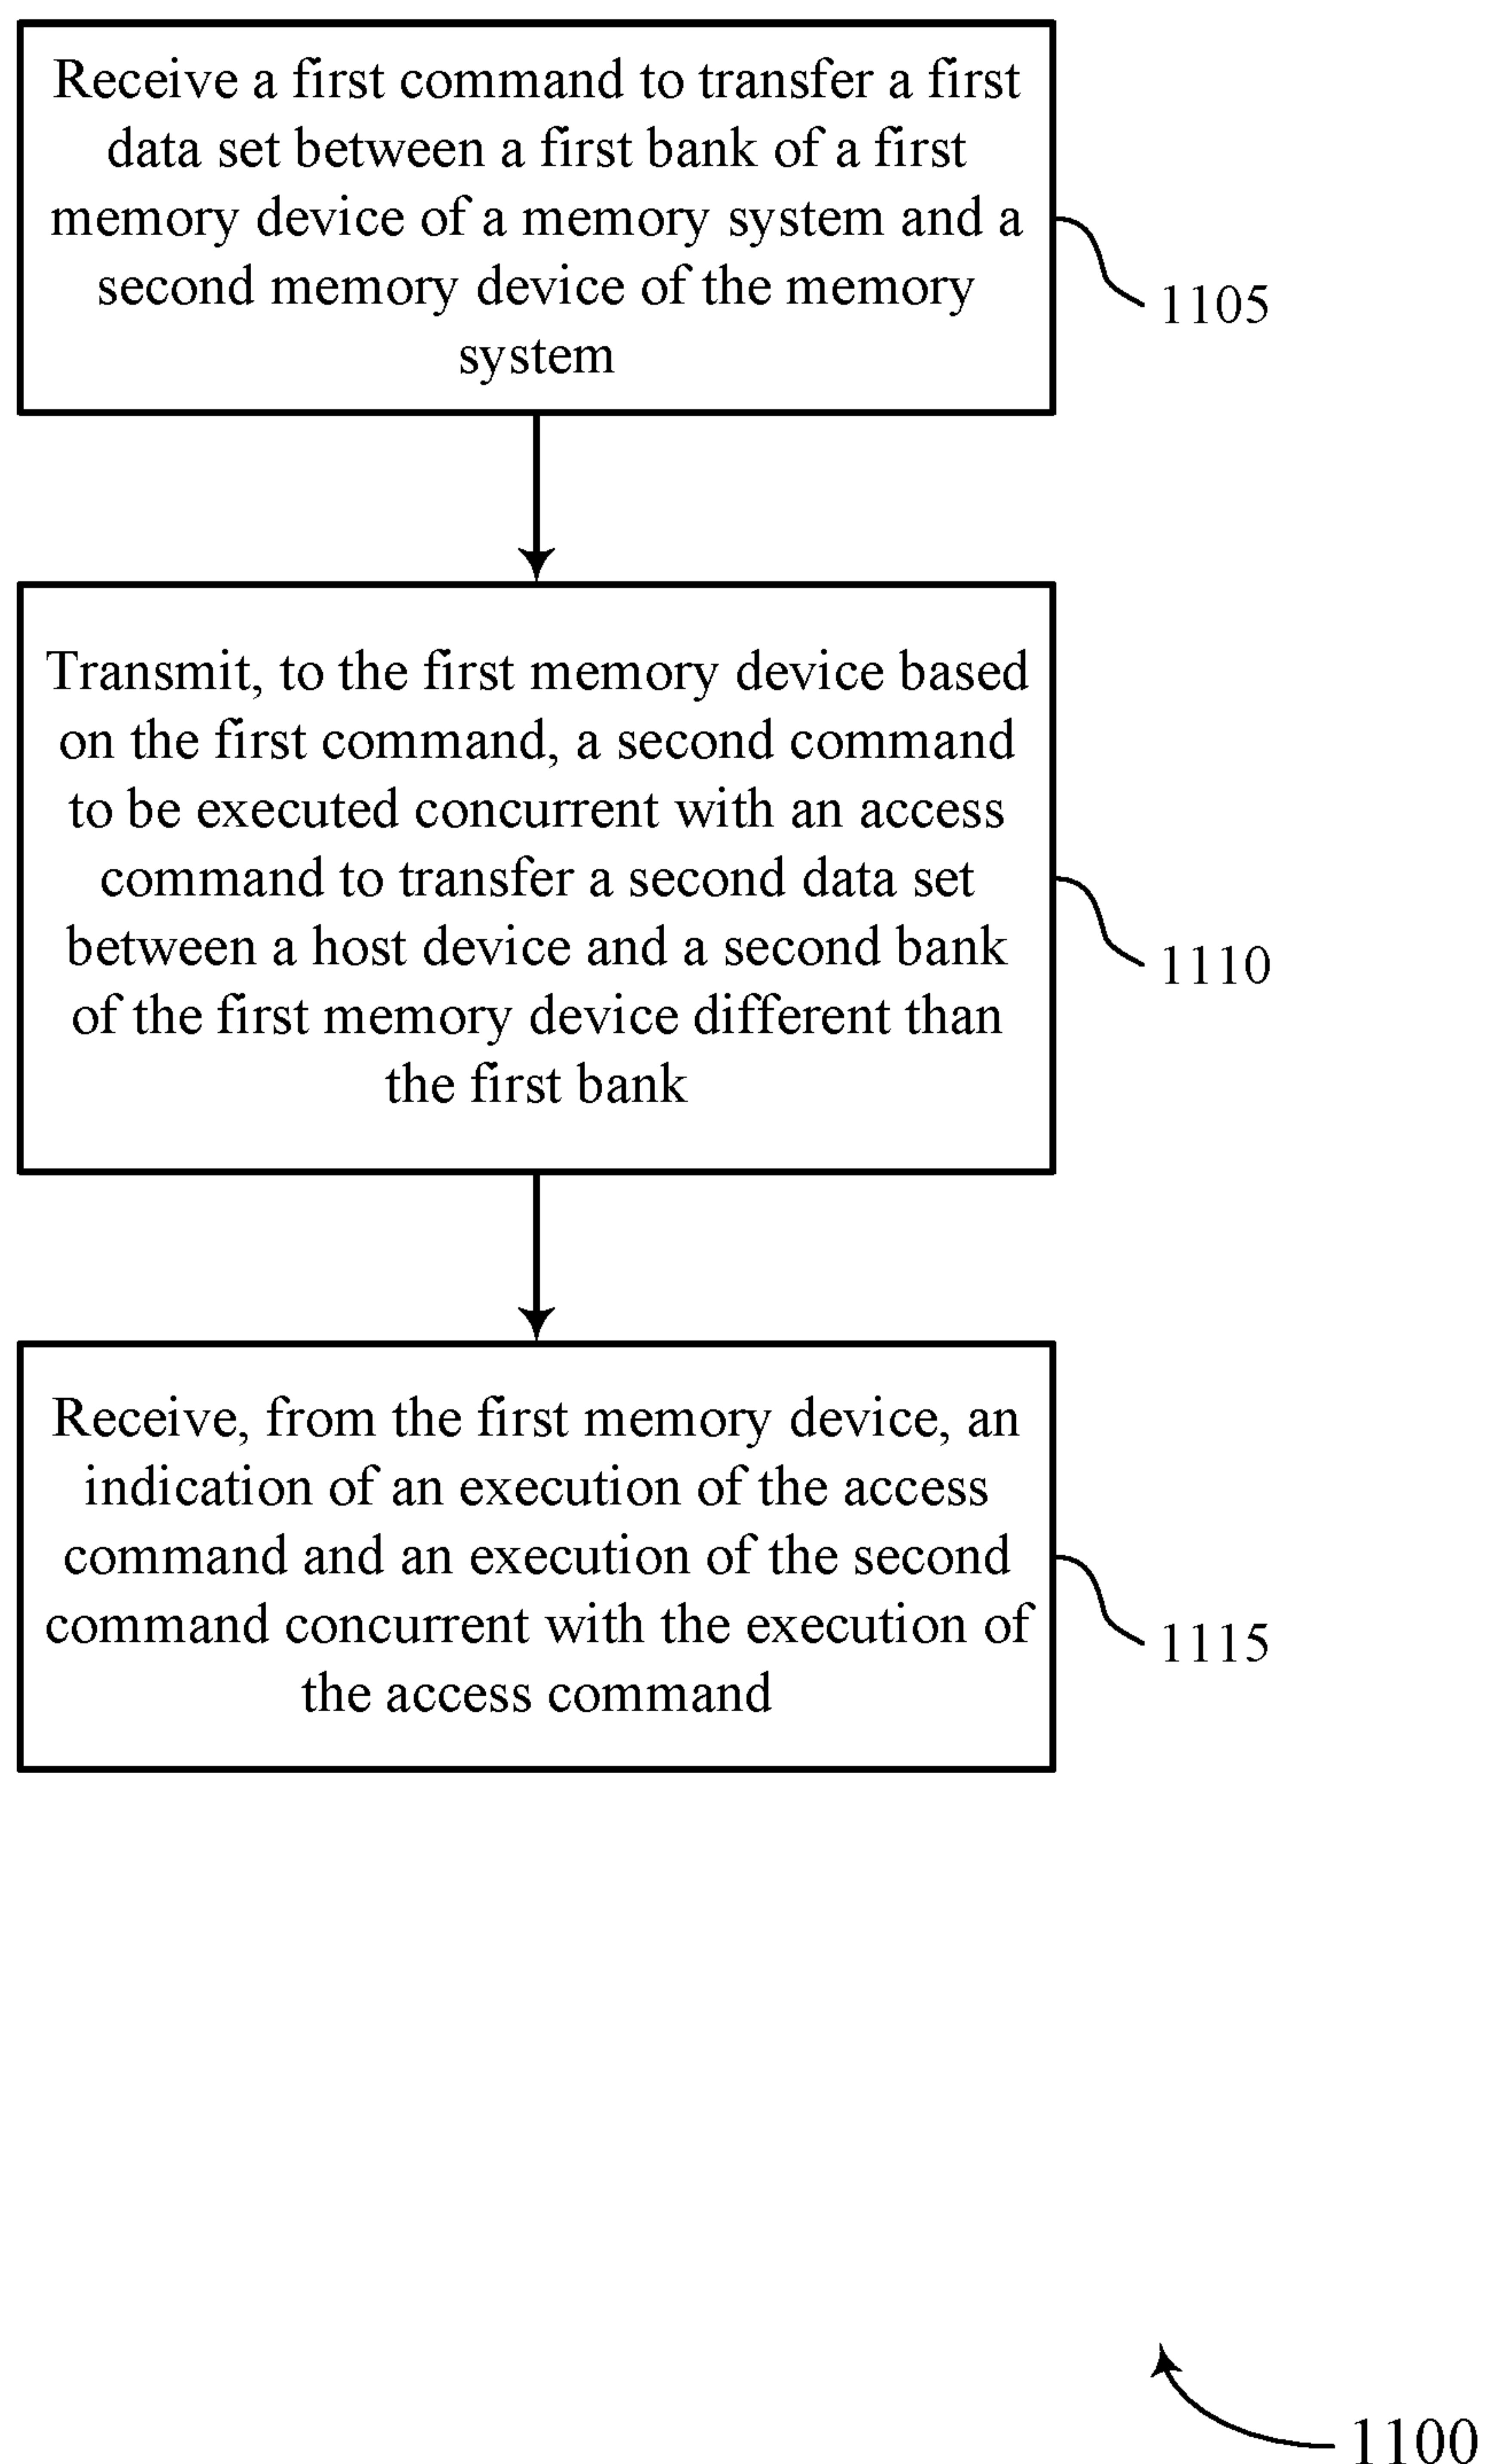 Receive a first command to transfer a first
data set between a first bank of a first
memory device of a memory system and a
second memory device of the memory
system
1105
Transmit, to the first memory device based
on the first command, a second command
to be executed concurrent with an access
command to transfer a second data set
between a host device and a second bank
of the first memory device different than
the first bank
1110
Receive, from the first memory device, an
indication of an execution of the access
command and an execution of the second
command concurrent with the execution of
the access command
1115
1100